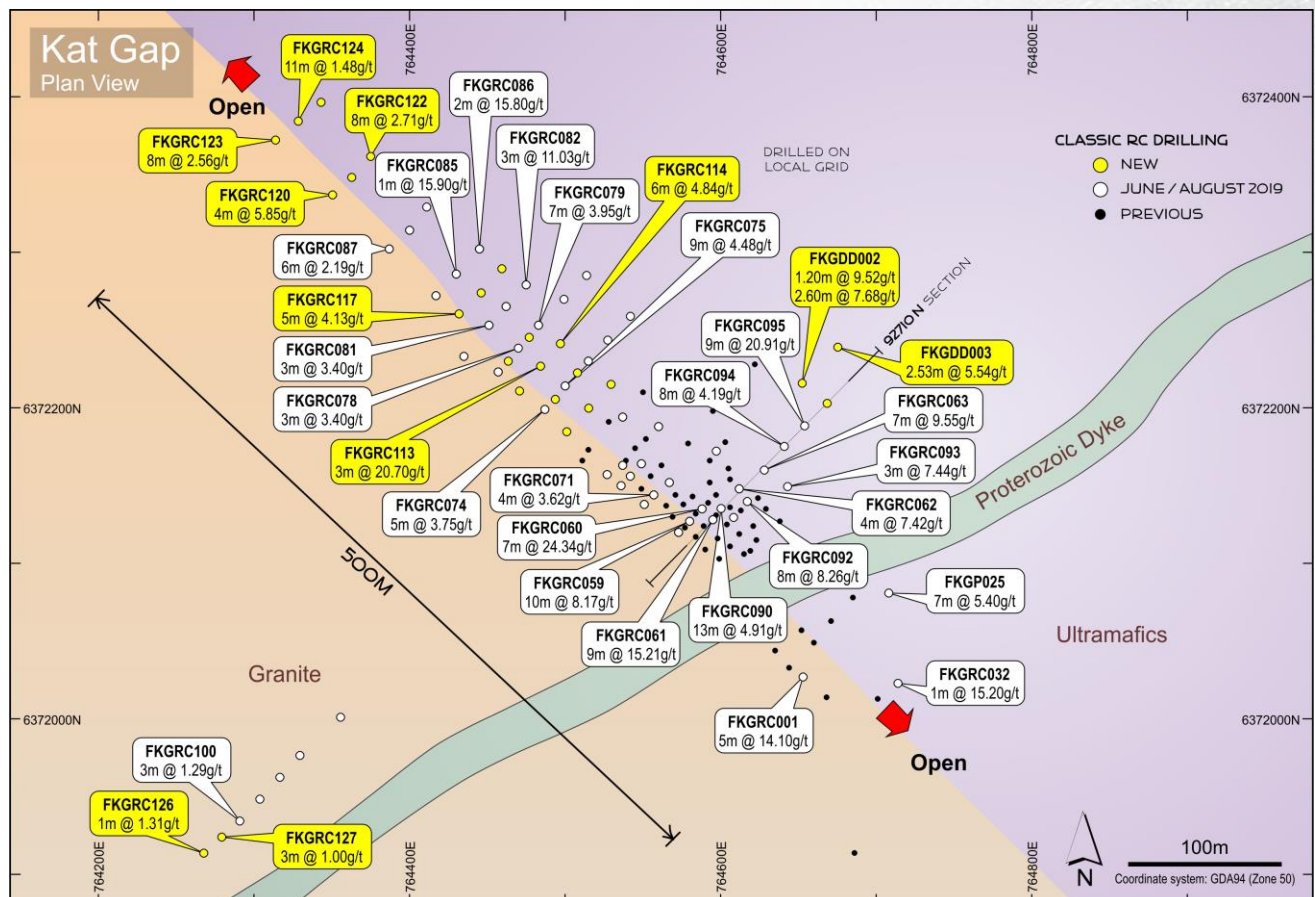 Kat Gap
Plan View
Open
FKGRC124
11m @ 1.48g/t
FKGRC123
8m @ 2.56g/t
FKGRC122
8m @ 2.71g/t
FKGRC120
4m @ 5.85g/t
FKGRC086
2m @ 15.80g/t
FKGRC085
1m @ 15.90g/t
FKGRC082
3m @ 11.03g/t
FKGRC079
7m @ 3.95g/t
FKGRC114
6m @ 4.84g/t
FKGRC075
9m @ 4.48g/t
764400E
764600E
764800E
6372400N
DRILLED ON
LOCAL GRID
CLASSIC RC DRILLING
NEW
JUNE / AUGUST 2019
PREVIOUS
FKGRC087
6m @ 2.19g/t
FKGRC117
5m @ 4.13g/t
FKGRC081
3m @ 3.40g/t
FKGRC078
3m @ 3.40g/t
FKGRC113
3m @ 20.70g/t
FKGRC074
5m @ 3.75g/t
FKGDD002
1.20m @ 9.52g/t
2.60m @ 7.68g/t
92710 N SECTION
FKGDD003
2.53m @ 5.54g/t
FKGRC095
9m @ 20.91g/t
FKGRC094
8m @ 4.19g/t
FKGRC063
7m @ 9.55g/t
FKGRC093
3m @ 7.44g/t
FKGRC062
4m @ 7.42g/t
FKGRC092
8m @ 8.26g/t
6372200N
6372200N
FKGRC071
4m @ 3.62g/t
FKGRC060
7m @ 24.34g/t
FKGRC059
10m @ 8.17g/t
FKGRC061
9m @ 15.21g/t
FKGRC090
13m @ 4.91g/t
Proterozoic Dyke
500M
FKGP025
7m @ 5.40g/t
Ultramafics
FKGRC032
1m @ 15.20g/t
FKGRC001
5m @ 14.10g/t
Open
Granite
6372000N
6372000N
FKGRC100
3m @ 1.29g/t
FKGRC126
1m @ 1.31g/t
FKGRC127
3m @ 1.00g/t
764200E
764400E
764600E
764800E
N
100m
Coordinate system: GDA94 (Zone 50)